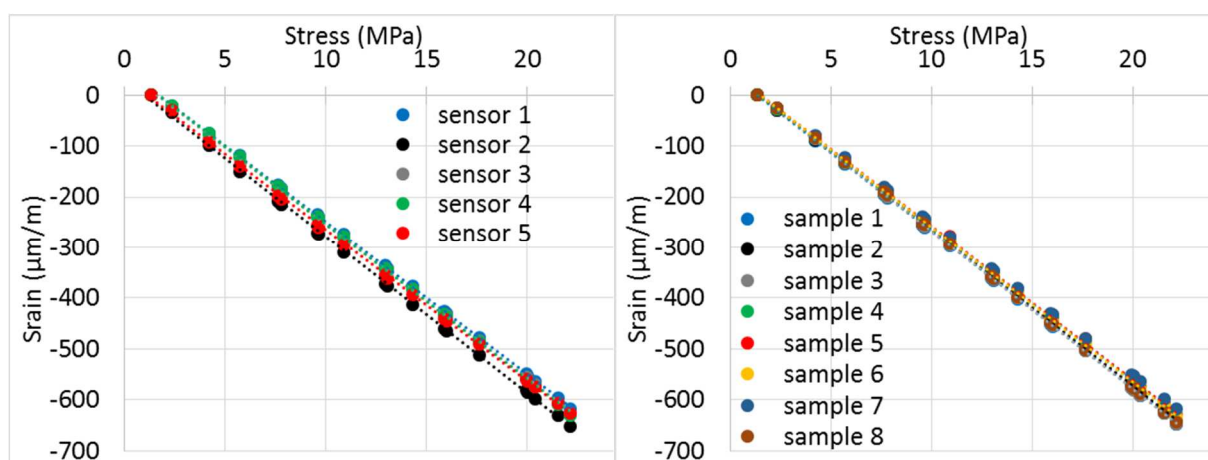 Stress (MPa)
0 5 10 15 20
0
-100
-200
-300
-400
-500
-600
-700
Srain (µm/m)
sensor 1
sensor 2
sensor 3
sensor 4
sensor 5
Stress (MPa)
0 5 10 15 20
0
-100
-200
-300
-400
-500
-600
-700
Srain (µm/m)
sample 1
sample 2
sample 3
sample 4
sample 5
sample 6
sample 7
sample 8